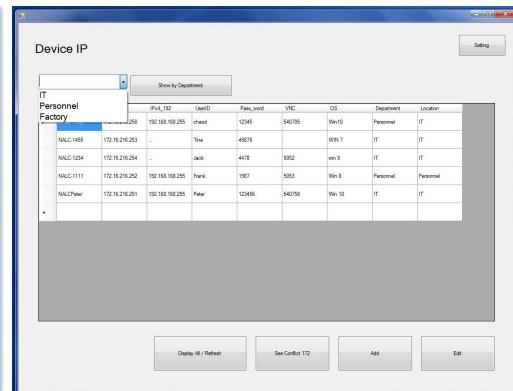 Device IP
Setting
Show by Department
IT
Personnel
Factory
IPv4_192 UserID Pass_word VNC OS Department Location
192.168.168.255 chaod 12345 540705 Win10 Personnel IT
NALC-1455 172.16.216.253 .. Tina 45678 WIN 7 IT IT
NALC-1234 172.16.216.254 .. Jack 4478 5052 win 8 IT IT
NALC-1111 172.16.216.252 192.168.168.255 Frank 1987 5053 Win 8 Personnel Personnel
NALCPeter 172.16.216.251 192.168.168.255 Peter 123456 540756 Win 10 IT IT
Display All / Refresh
See Conflict 172
Add
Edit